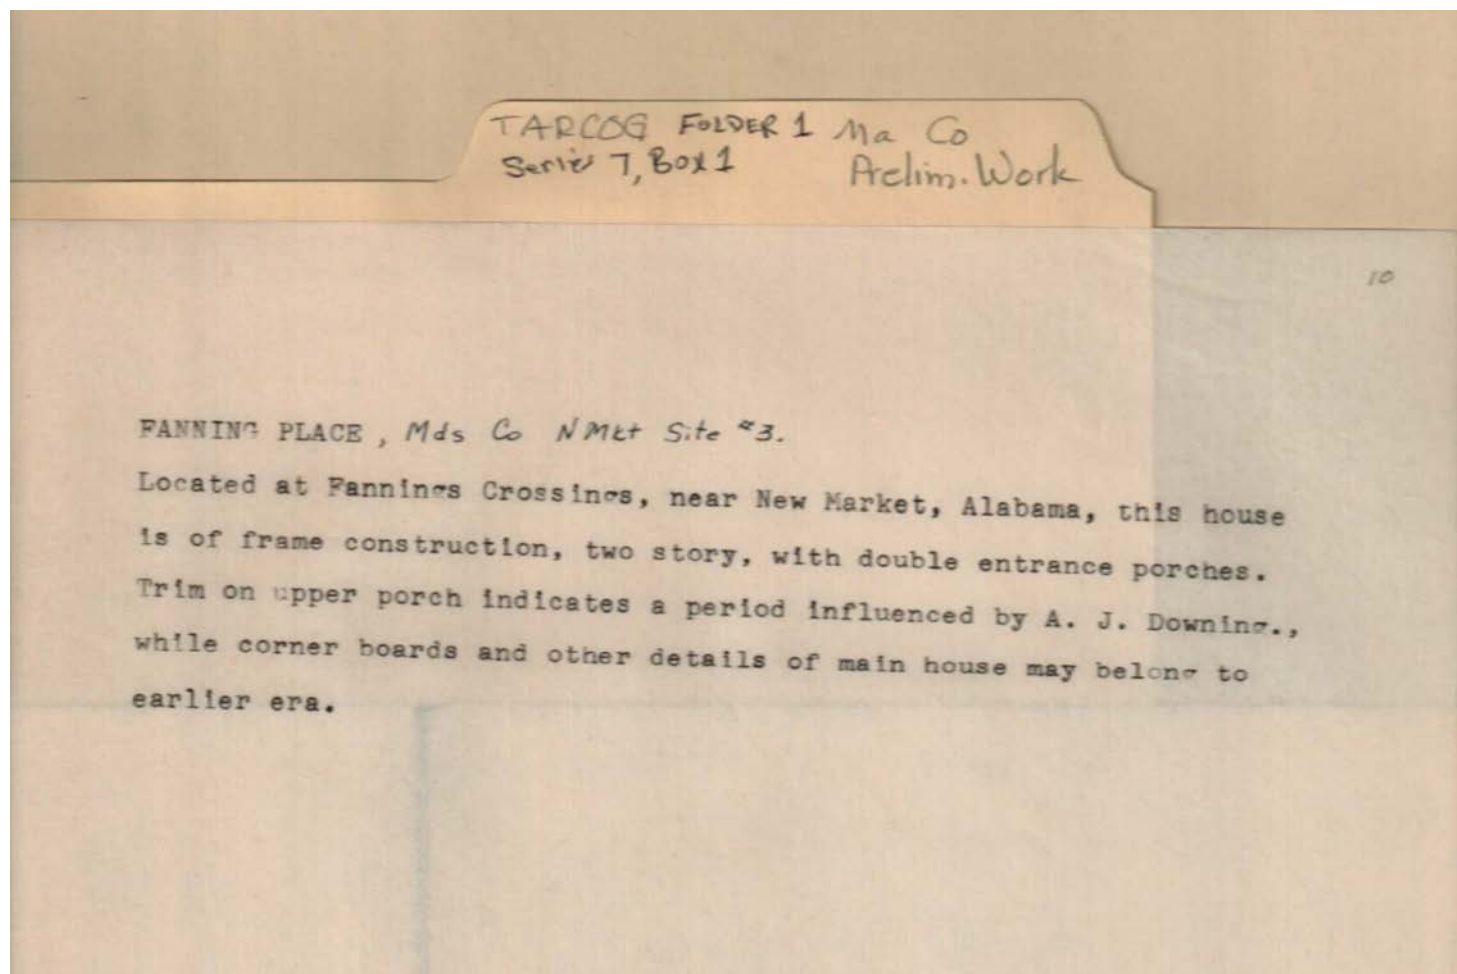 TARCOG FOLDER 1 Ma Co
Series 7, Box 1 Prelim. Work
10
FANNING PLACE, Mds Co N Mkt Site #3.
Located at Fannings Crossings, near New Market, Alabama, this house
is of frame construction, two story, with double entrance porches.
Trim on upper porch indicates a period influenced by A. J. Downing.,
while corner boards and other details of main house may belong to
earlier era.